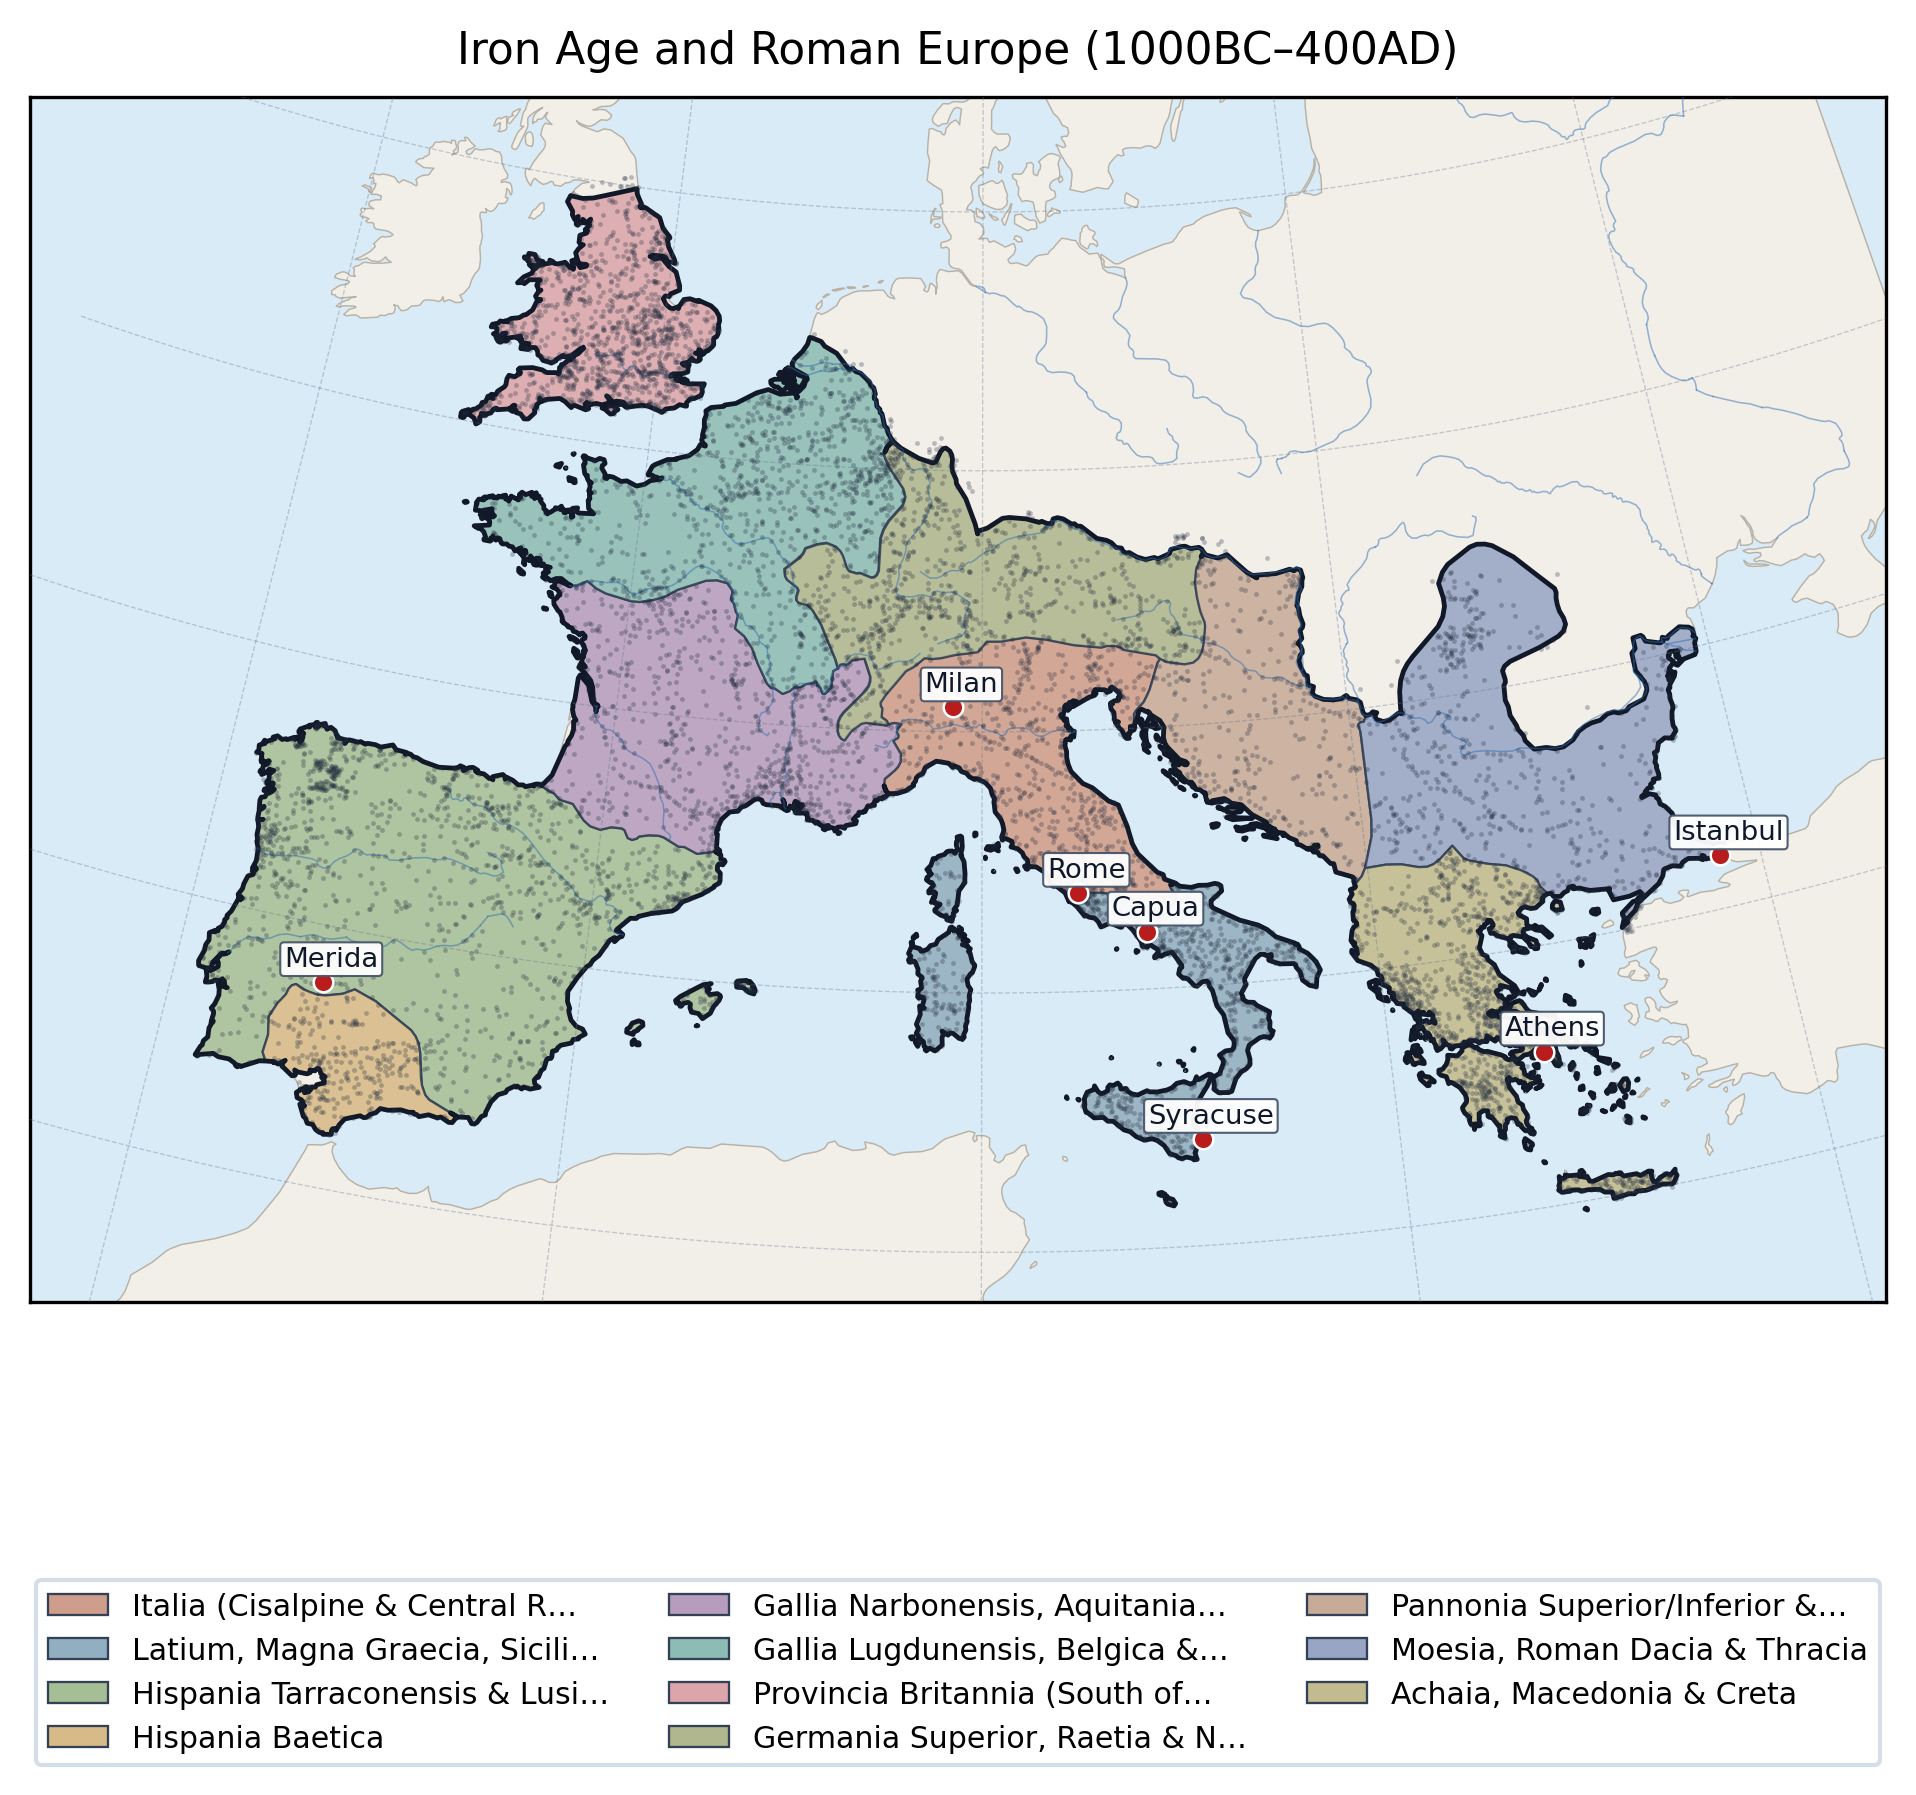 Iron Age and Roman Europe (1000BC–400AD)
Milan
Istanbul
Rome
Capua
Merida
Athens
Syracuse
Italia (Cisalpine & Central R...
Latium, Magna Graecia, Sicili...
Hispania Tarraconensis & Lusi...
Hispania Baetica
Gallia Narbonensis, Aquitania...
Gallia Lugdunensis, Belgica &...
Provincia Britannia (South of...
Germania Superior, Raetia & N...
Pannonia Superior/Inferior &...
Moesia, Roman Dacia & Thracia
Achaia, Macedonia & Creta